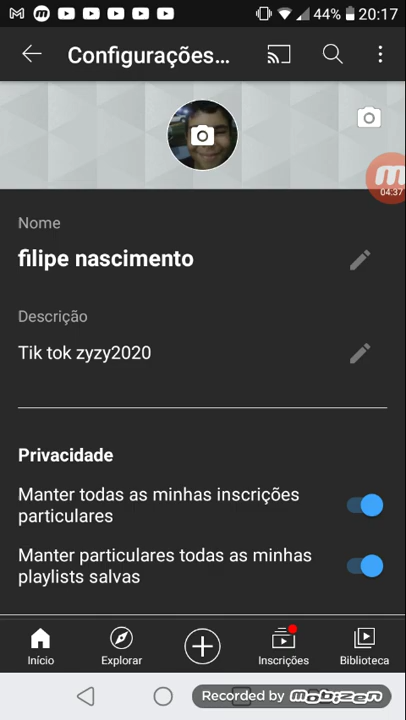 44% 20:17
Configurações...
04:37
Nome
filipe nascimento
Descrição
Tik tok zyzy2020
Privacidade
Manter todas as minhas inscrições
particulares
Manter particulares todas as minhas
playlists salvas
Início
Explorar
Inscrições
Biblioteca
Recorded by Mobizen